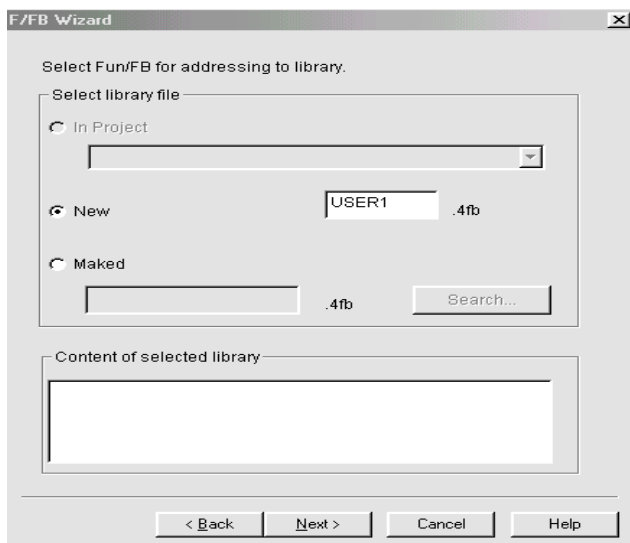 F/FB Wizard
Select Fun/FB for addressing to library.
Select library file
In Project
New
USER1 .4fb
Maked
.4fb Search...
Content of selected library
< Back Next > Cancel Help